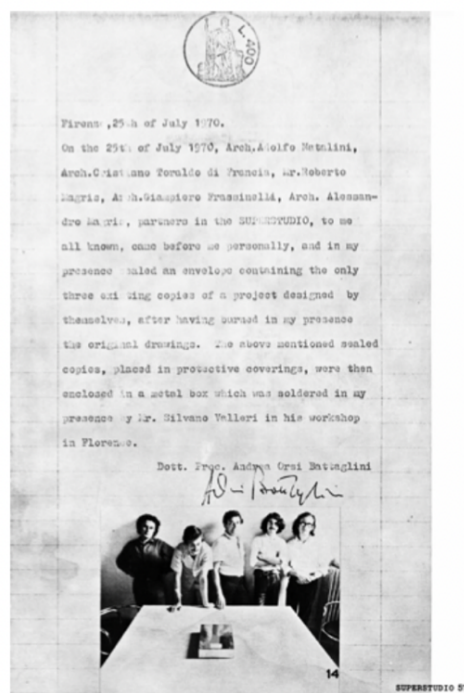 L. 400
Firenze, 25th of July 1970.
On the 25th of July 1970, Arch. Adolfo Natalini,
Arch. Cristiano Toraldo di Francia, Mr. Roberto
Magris, Arch. Giampiero Frassinelli, Arch. Alessan-
dro Magris, partners in the SUPERSTUDIO, to me
all known, came before me personally, and in my
presence sealed an envelope containing the only
three existing copies of a project designed by
themselves, after having burned in my presence
the original drawings. The above mentioned sealed
copies, placed in protective coverings, were then
enclosed in a metal box which was soldered in my
presence by Mr. Silvano Valleri in his workshop
in Florence.
Dott. Proc. Andrea Orsi Battaglini
14
SUPERSTUDIO